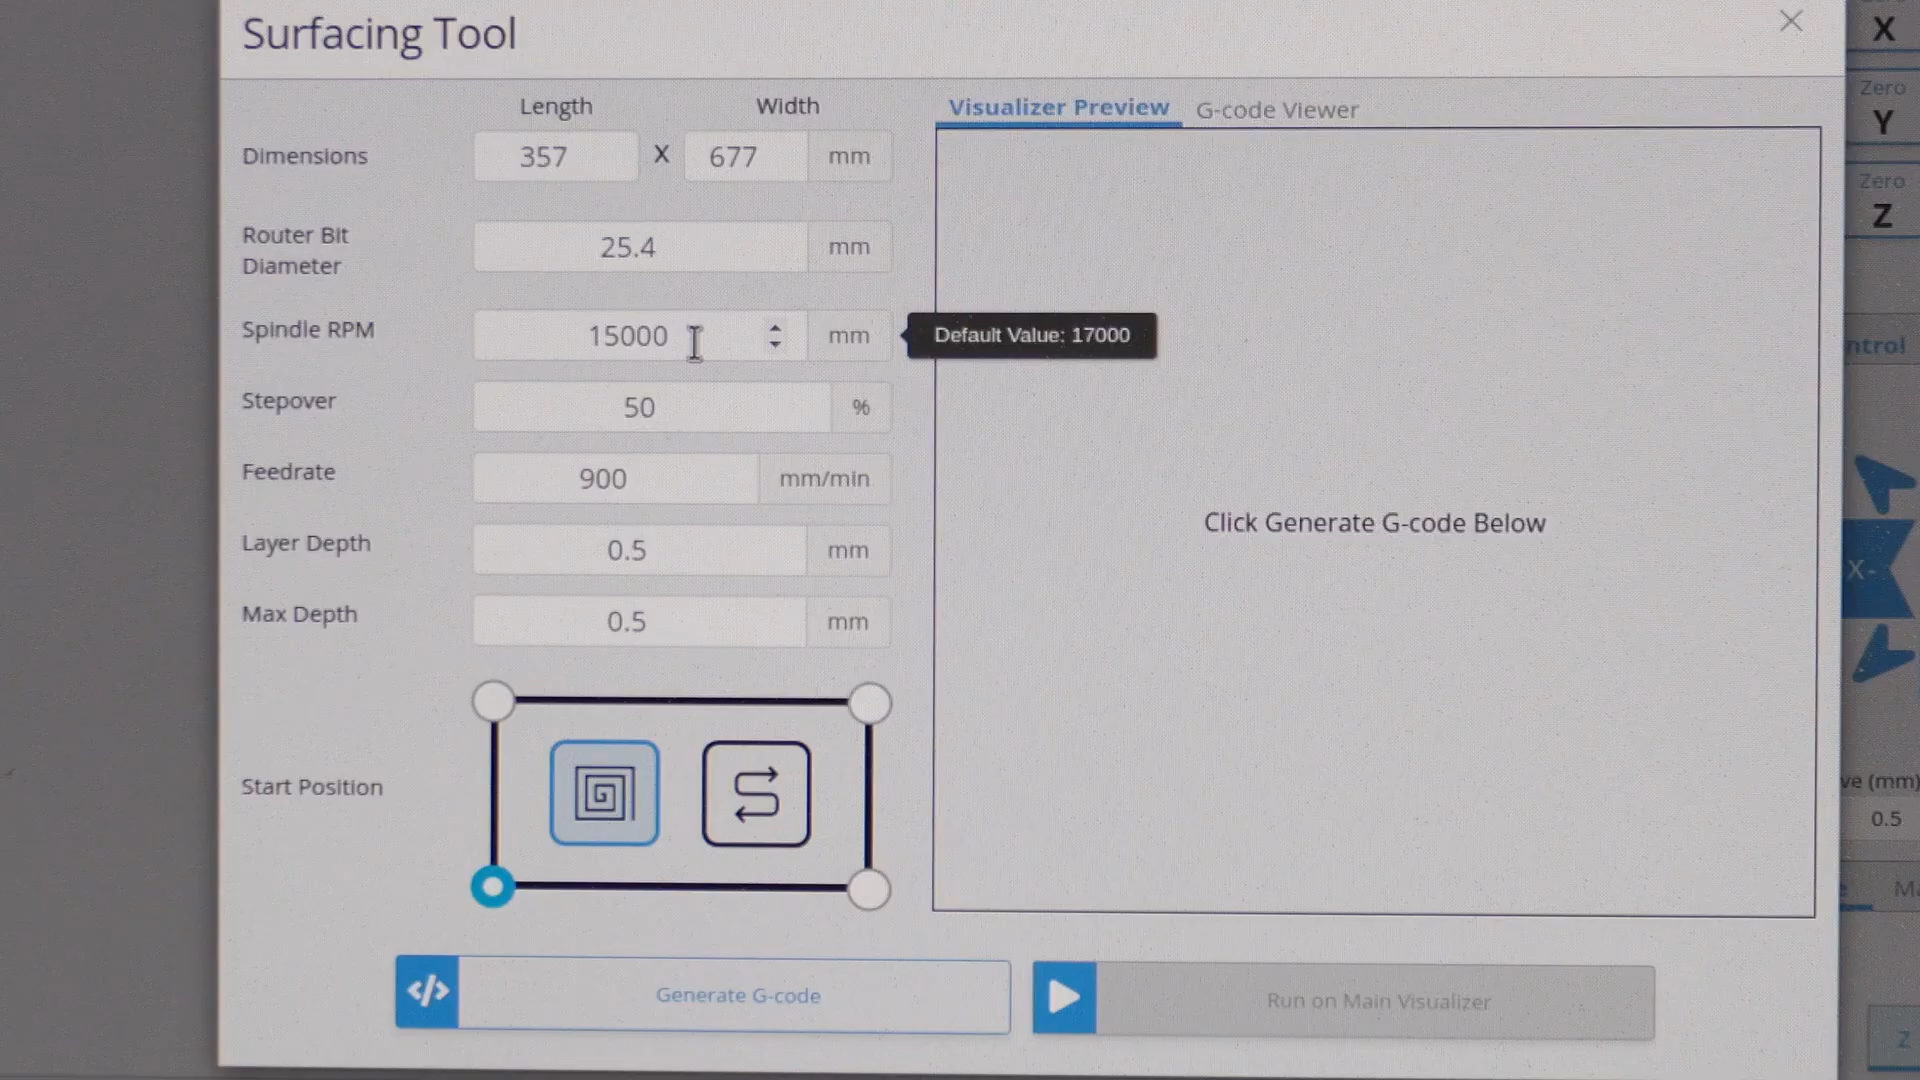 Surfacing Tool
Length Width
Dimensions 357 X 677 mm
Router Bit Diameter 25.4 mm
Spindle RPM 15000 mm
Default Value: 17000
Stepover 50 %
Feedrate 900 mm/min
Layer Depth 0.5 mm
Max Depth 0.5 mm
Start Position
Generate G-code
Visualizer Preview G-code Viewer
Click Generate G-code Below
Run on Main Visualizer
X
Zero
Y
Zero
Z
ntrol
X-
ve (mm)
0.5
Z